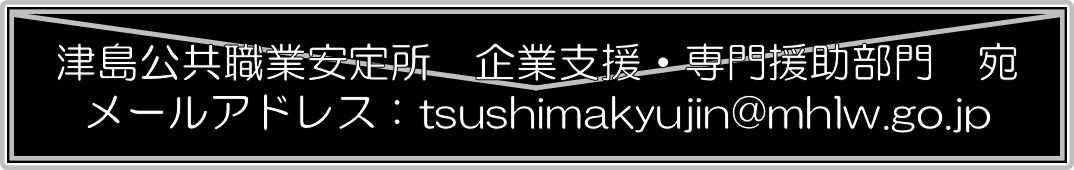 津島公共職業安定所　企業支援・専門援助部門　宛
メールアドレス：tsushimakyujin@mhlw.go.jp